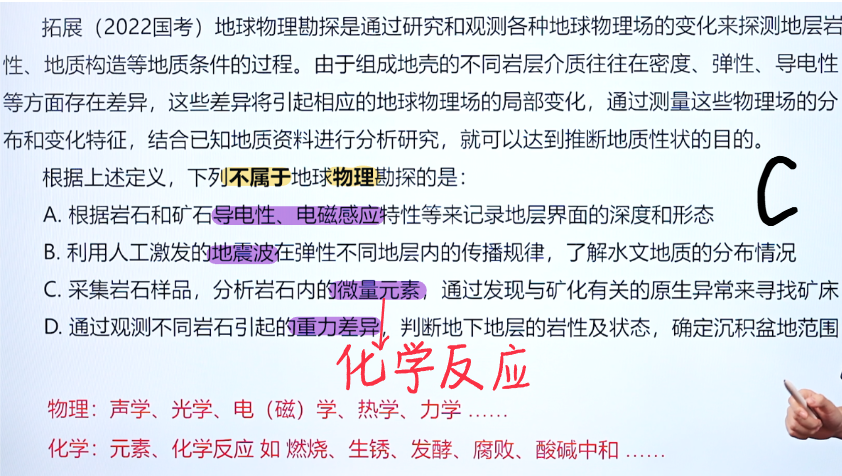 拓展（2022国考）地球物理勘探是通过研究和观测各种地球物理场的变化来探测地层岩
性、地质构造等地质条件的过程。由于组成地壳的不同岩层介质往往在密度、弹性、导电性
等方面存在差异，这些差异将引起相应的地球物理场的局部变化，通过测量这些物理场的分
布和变化特征，结合已知地质资料进行分析研究，就可以达到推断地质性状的目的。
根据上述定义，下列不属于地球物理勘探的是：
C
A. 根据岩石和矿石导电性、电磁感应特性等来记录地层界面的深度和形态
B. 利用人工激发的地震波在弹性不同地层内的传播规律，了解水文地质的分布情况
C. 采集岩石样品，分析岩石内的微量元素，通过发现与矿化有关的原生异常来寻找矿床
D. 通过观测不同岩石引起的重力差异，判断地下地层的岩性及状态，确定沉积盆地范围
化学反应
物理：声学、光学、电（磁）学、热学、力学 ……
化学：元素、化学反应 如 燃烧、生锈、发酵、腐败、酸碱中和 ……